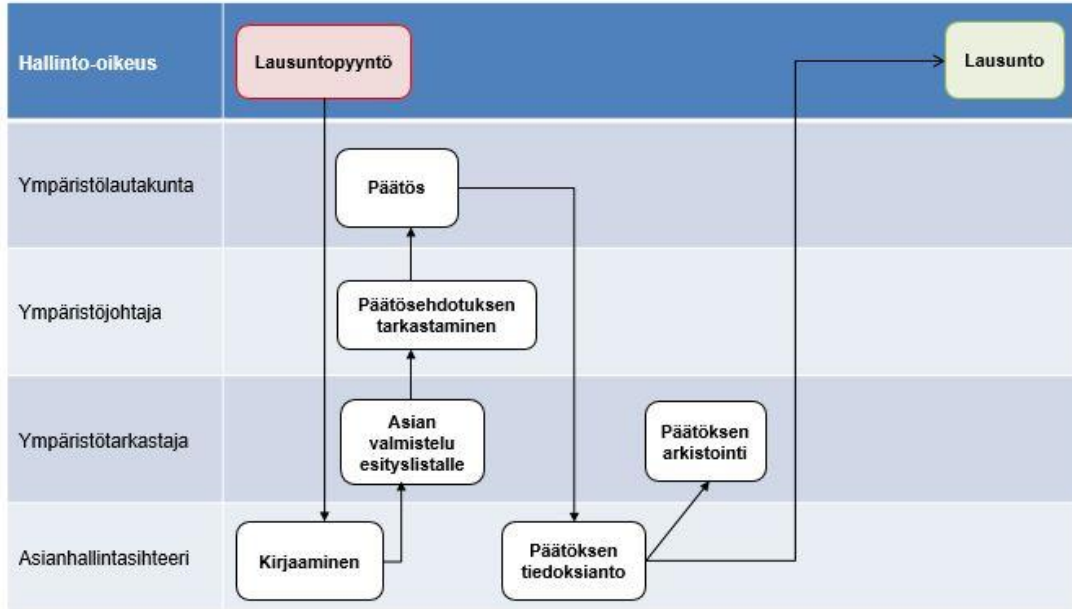 Hallinto-oikeus
Lausuntopyyntö
Lausunto
Ympäristölautakunta
Päätös
Ympäristöjohtaja
Päätösehdotuksen
tarkastaminen
Ympäristötarkastaja
Asian
valmistelu
esityslistalle
Päätöksen
arkistointi
Asianhallintasihteeri
Kirjaaminen
Päätöksen
tiedoksianto